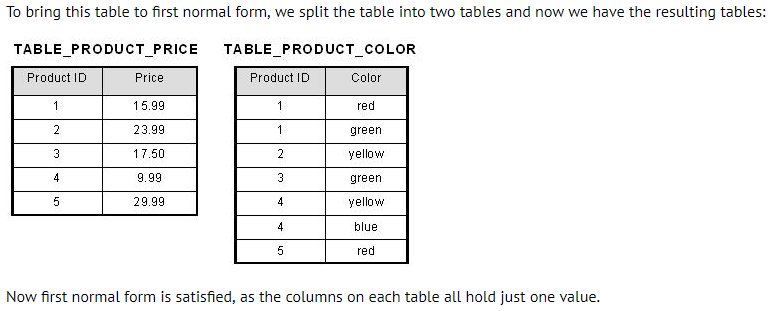 To bring this table to first normal form, we split the table into two tables and now we have the resulting tables:
TABLE_PRODUCT_PRICE
Product ID Price
1 15.99
2 23.99
3 17.50
4 9.99
5 29.99
TABLE_PRODUCT_COLOR
Product ID Color
1 red
1 green
2 yellow
3 green
4 yellow
4 blue
5 red
Now first normal form is satisfied, as the columns on each table all hold just one value.